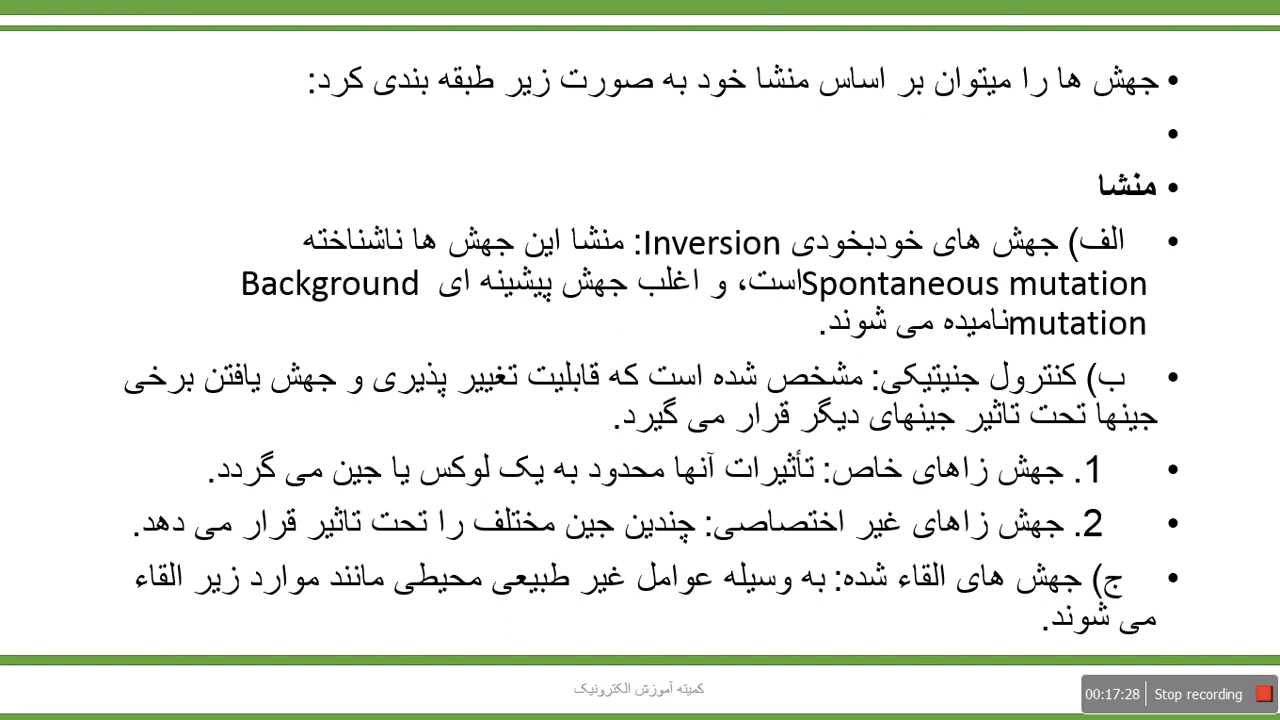 • جهش ها را میتوان بر اساس منشا خود به صورت زیر طبقه بندی کرد:
•
• منشا
• الف) جهش های خودبخودی Inversion: منشا این جهش ها ناشناخته
Spontaneous mutationاست، و اغلب جهش پیشینه ای Background
mutationنامیده می شوند.
• ب) کنترول جنیتیکی: مشخص شده است که قابلیت تغییر پذیری و جهش یافتن برخی
جینها تحت تاثیر جینهای دیگر قرار می گیرد.
• 1. جهش زاهای خاص: تأثیرات آنها محدود به یک لوکس یا جین می گردد.
• 2. جهش زاهای غیر اختصاصی: چندین جین مختلف را تحت تاثیر قرار می دهد.
• ج) جهش های القاء شده: به وسیله عوامل غیر طبیعی محیطی مانند موارد زیر القاء
می شوند.
کمیته آموزش الکترونیک
00:17:28 Stop recording